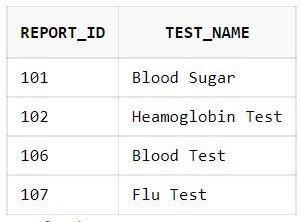 REPORT_ID TEST_NAME
101 Blood Sugar
102 Heamoglobin Test
106 Blood Test
107 Flu Test